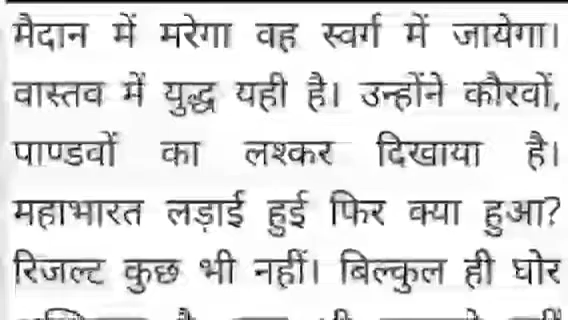 मैदान में मरेगा वह स्वर्ग में जायेगा।
वास्तव में युद्ध यही है। उन्होंने कौरवों,
पाण्डवों का लश्कर दिखाया है।
महाभारत लड़ाई हुई फिर क्या हुआ?
रिजल्ट कुछ भी नहीं। बिल्कुल ही घोर